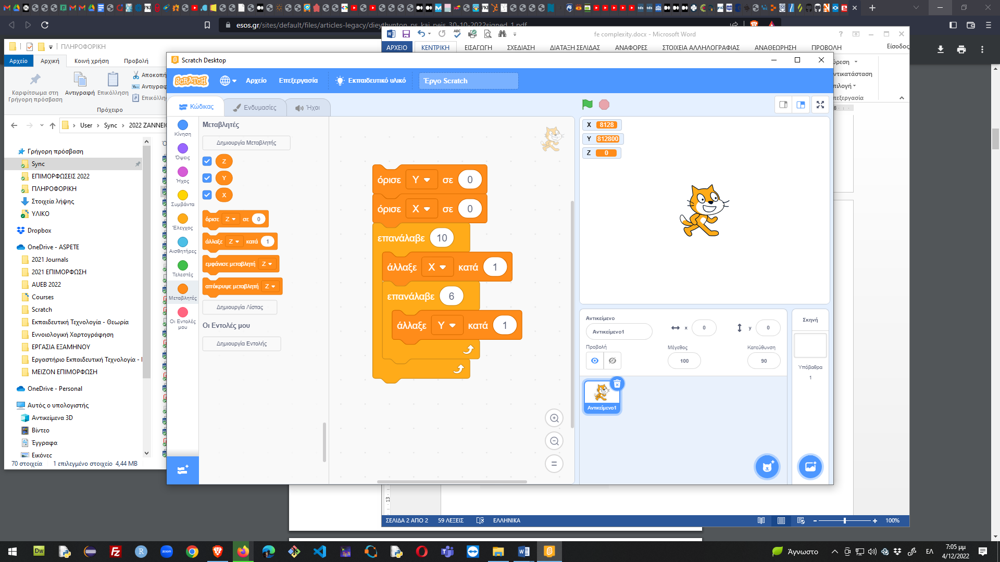 esos.gr/sites/default/files/articles-legacy/dieythynton_ps_kai_peis_30-10-2022signed_1.pdf
fe complexity.docx - Microsoft Word
ΑΡΧΕΙΟ ΚΕΝΤΡΙΚΗ ΕΙΣΑΓΩΓΗ ΣΧΕΔΙΑΣΗ ΔΙΑΤΑΞΗ ΣΕΛΙΔΑΣ ΑΝΑΦΟΡΕΣ ΣΤΟΙΧΕΙΑ ΑΛΛΗΛΟΓΡΑΦΙΑΣ ΑΝΑΘΕΩΡΗΣΗ ΠΡΟΒΟΛΗ Είσοδος
ύρεση
ντικατάσταση
πιλογή
πεξεργασία
ΠΛΗΡΟΦΟΡΙΚΗ
Αρχείο Αρχική Κοινή χρήση Προβολή
Καρφίτσωμα στη Γρήγορη πρόσβαση
Αντιγραφή
Επικόλληση
Αποκοπή
Αντιγραφ
Επικόλλησ
Πρόχειρο
User Sync 2022 ΖΑΝΝΕΙΟ
Γρήγορη πρόσβαση
Sync
ΕΠΙΜΟΡΦΩΣΕΙΣ 2022
ΠΛΗΡΟΦΟΡΙΚΗ
Στοιχεία λήψης
ΥΛΙΚΟ
Dropbox
OneDrive - ASPETE
2021 Journals
2021 ΕΠΙΜΟΡΦΩΣΗ
AUEB 2022
Courses
Scratch
Εκπαιδευτική Τεχνολογία - Θεωρία
Εννοιολογική Χαρτογράφηση
ΕΡΓΑΣΙΑ ΕΞΑΜΗΝΟΥ
Εργαστήριο Εκπαιδευτική Τεχνολογία - Ι
ΜΕΙΖΟΝ ΕΠΙΜΟΡΦΩΣΗ
OneDrive - Personal
Αυτός ο υπολογιστής
Αντικείμενα 3D
Βίντεο
Έγγραφα
Εικόνες
70 στοιχεία 1 επιλεγμένο στοιχείο 4,44 MB
Scratch Desktop
SCRATCH Αρχείο Επεξεργασία Εκπαιδευτικό υλικό Έργο Scratch
Κώδικας Ενδυμασίες Ήχοι
Κίνηση
Όψεις
Ήχος
Συμβάντα
Έλεγχος
Αισθητήρες
Τελεστές
Μεταβλητές
Οι Εντολές μου
Μεταβλητές
Δημιουργία Μεταβλητής
Z
Y
X
όρισε Z σε 0
άλλαξε Z κατά 1
εμφάνισε μεταβλητή Z
απόκρυψε μεταβλητή Z
Δημιουργία Λίστας
Οι Εντολές μου
Δημιουργία Εντολής
όρισε Y σε 0
όρισε X σε 0
επανάλαβε 10
άλλαξε X κατά 1
επανάλαβε 6
άλλαξε Y κατά 1
X 8128
Y 812800
Z 0
Αντικείμενο
Αντικείμενο1
x 0
y 0
Προβολή
Μέγεθος
100
Κατεύθυνση
90
Αντικείμενο1
Σκηνή
Υπόβαθρα
1
13
ΣΕΛΙΔΑ 2 ΑΠΟ 2 59 ΛΕΞΕΙΣ ΕΛΛΗΝΙΚΑ 100%
Dw
R
zoom
Άγνωστο
ΕΛ
7:05 μμ
4/12/2022